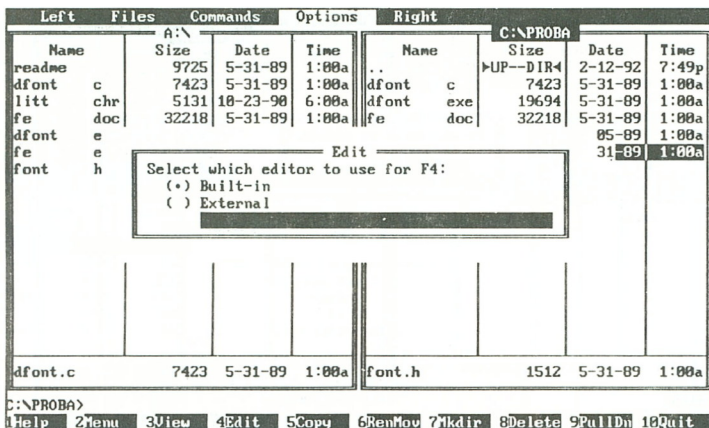 Left Files Commands Options Right
A:\ C:\PROBA
Name Size Date Time Name Size Date Time
readme 9725 5-31-89 1:00a .. ►UP--DIR◄ 2-12-92 7:49p
dfont c 7423 5-31-89 1:00a dfont c 7423 5-31-89 1:00a
litt chr 5131 10-23-90 6:00a dfont exe 19694 5-31-89 1:00a
fe doc 32218 5-31-89 1:00a fe doc 32218 5-31-89 1:00a
dfont e 05-89 1:00a
fe e Edit 31-89 1:00a
font h Select which editor to use for F4:
(•) Built-in
( ) External
dfont.c 7423 5-31-89 1:00a font.h 1512 5-31-89 1:00a
C:\PROBA>
1Help 2Menu 3View 4Edit 5Copy 6RenMov 7Mkdir 8Delete 9PullDn 10Quit